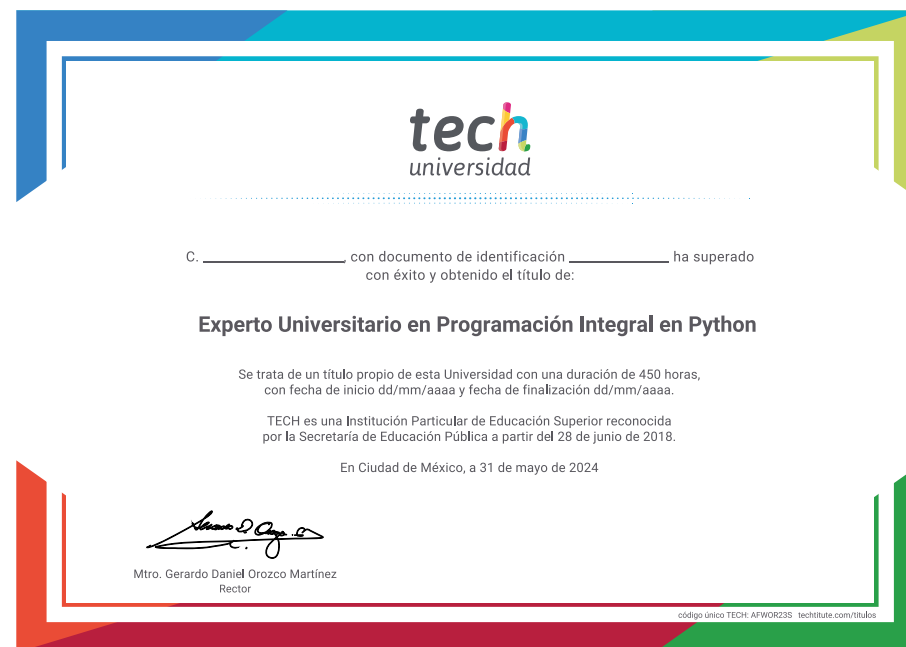 tech
universidad
C. ____________________, con documento de identificación ______________ ha superado
con éxito y obtenido el título de:
Experto Universitario en Programación Integral en Python
Se trata de un título propio de esta Universidad con una duración de 450 horas,
con fecha de inicio dd/mm/aaaa y fecha de finalización dd/mm/aaaa.
TECH es una Institución Particular de Educación Superior reconocida
por la Secretaría de Educación Pública a partir del 28 de junio de 2018.
En Ciudad de México, a 31 de mayo de 2024
Mtro. Gerardo Daniel Orozco Martínez
Rector
código único TECH: AFWOR23S techtitute.com/titulos